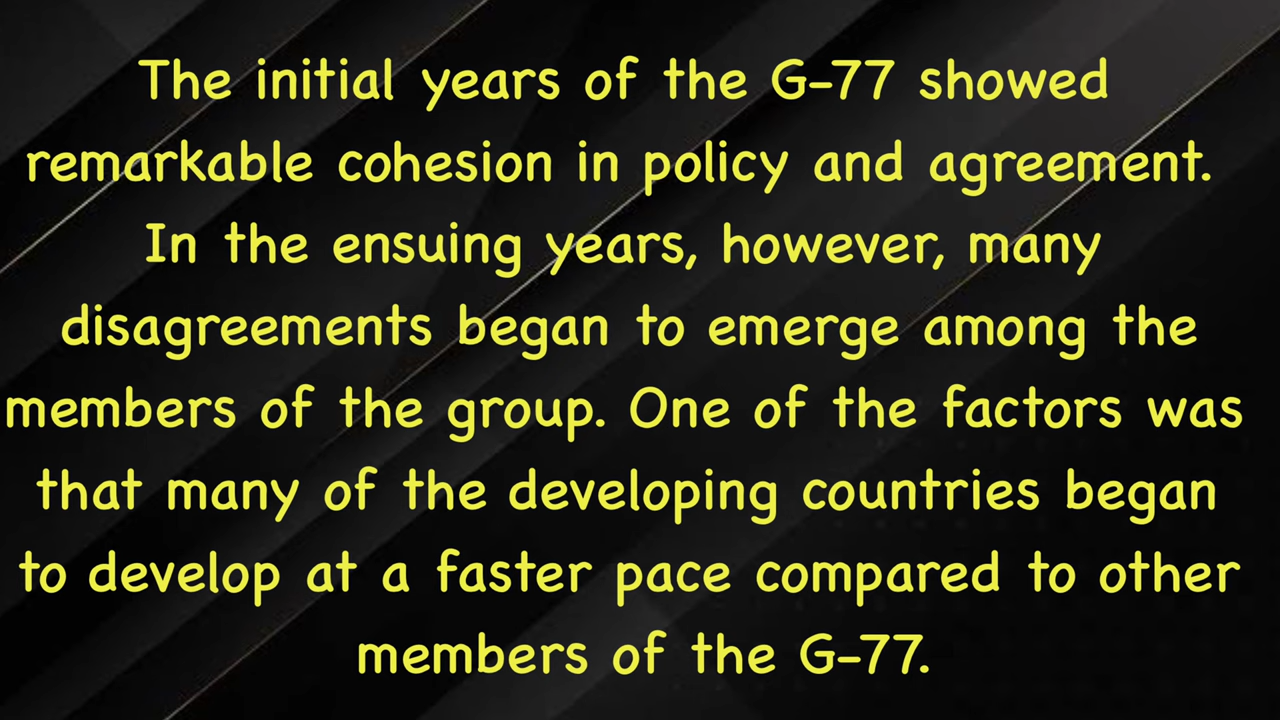 The initial years of the G-77 showed
remarkable cohesion in policy and agreement.
In the ensuing years, however, many
disagreements began to emerge among the
members of the group. One of the factors was
that many of the developing countries began
to develop at a faster pace compared to other
members of the G-77.